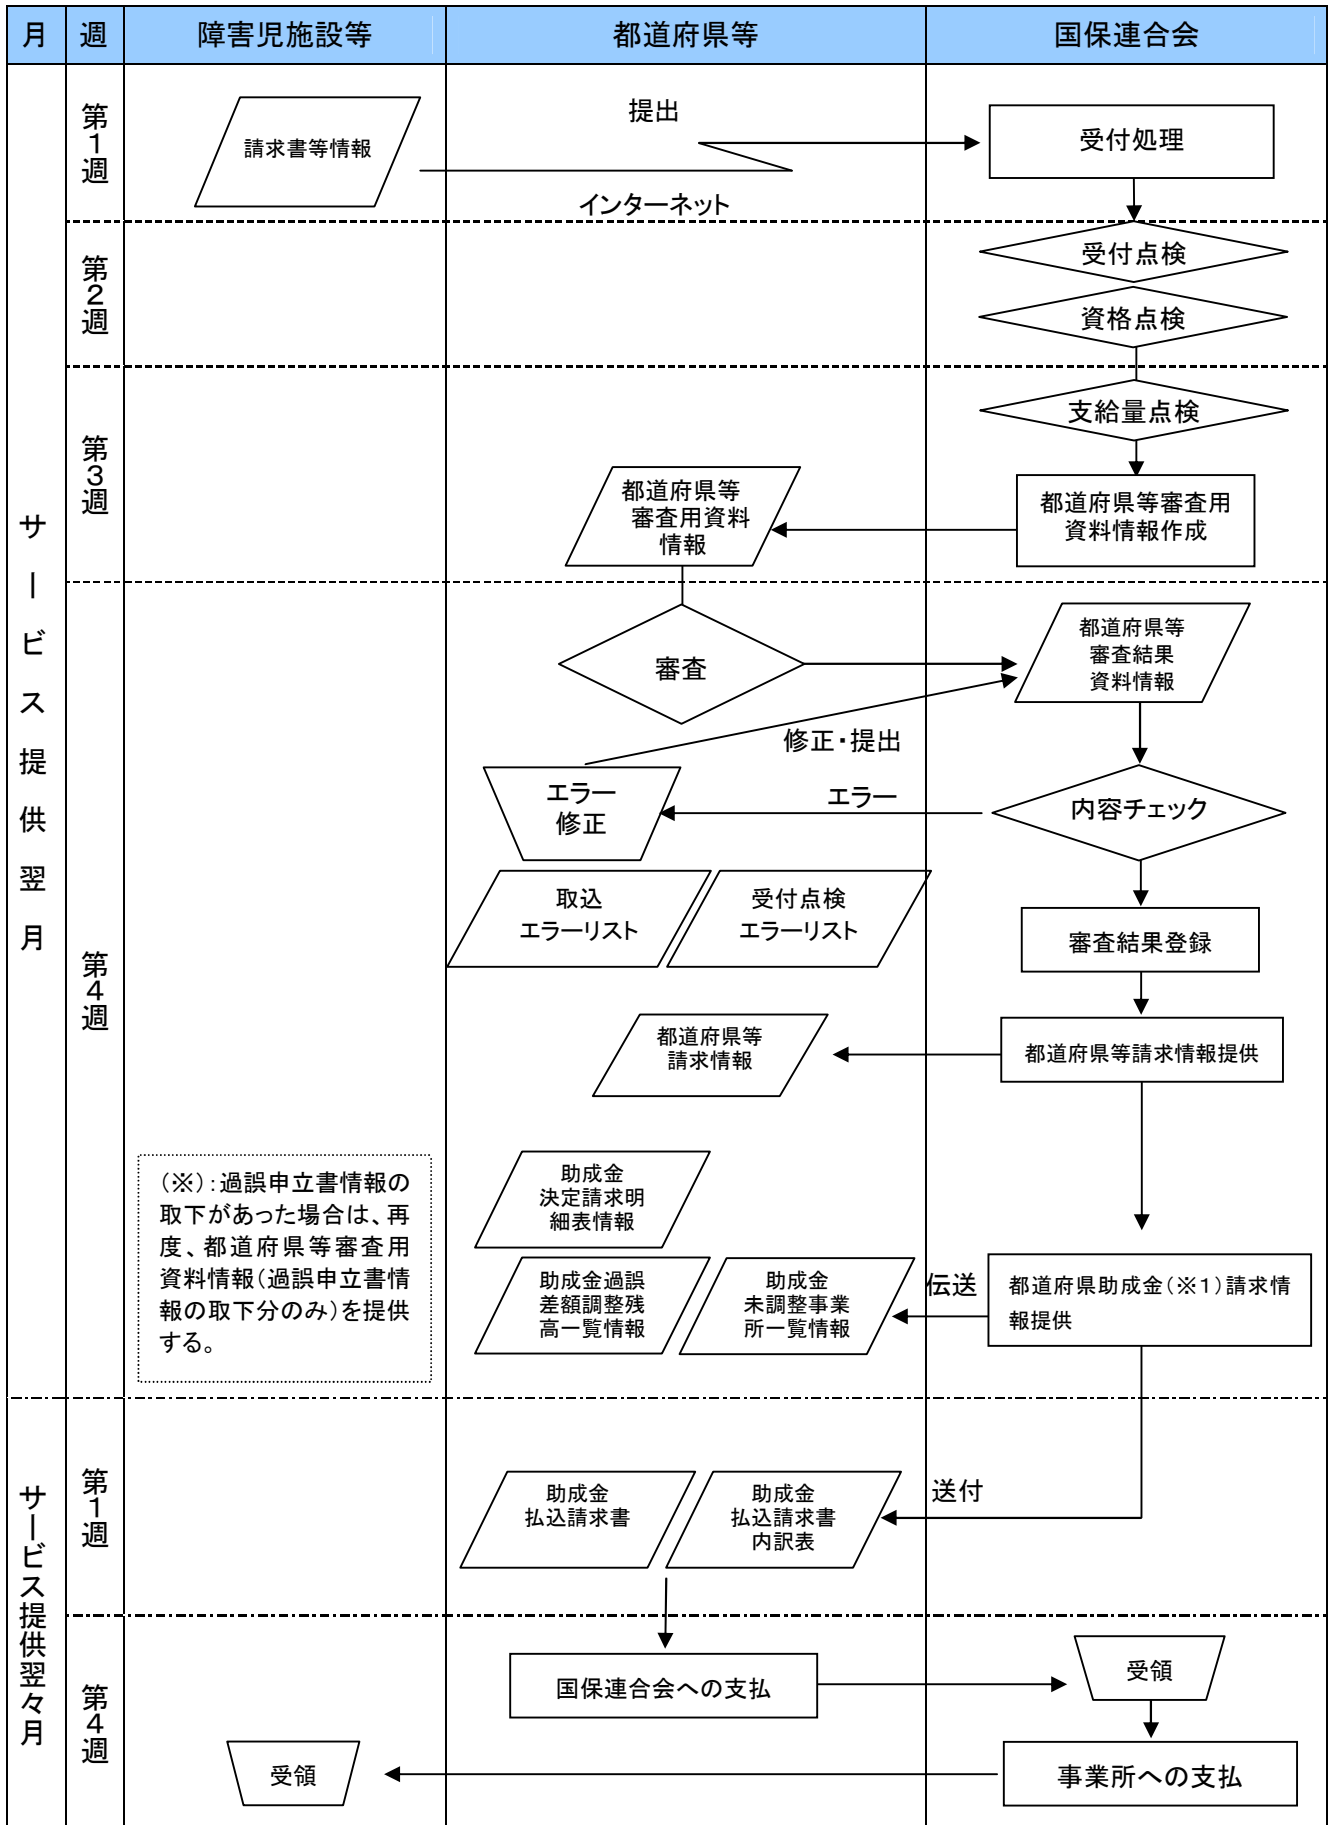 月
週
障害児施設等
都道府県等
国保連合会
サービス提供翌月
第1週
請求書等情報
提出
インターネット
受付処理
第2週
受付点検
資格点検
第3週
支給量点検
都道府県等
審査用資料
情報
都道府県等審査用
資料情報作成
第4週
審査
都道府県等
審査結果
資料情報
修正・提出
エラー
修正
エラー
内容チェック
取込
エラーリスト
受付点検
エラーリスト
審査結果登録
都道府県等
請求情報
都道府県等請求情報提供
(※):過誤申立書情報の
取下があった場合は、再
度、都道府県等審査用
資料情報(過誤申立書情
報の取下分のみ)を提供
する。
助成金
決定請求明
細表情報
助成金過誤
差額調整残
高一覧情報
助成金
未調整事業
所一覧情報
伝送
都道府県助成金(※1)請求情
報提供
サービス提供翌々月
第1週
助成金
払込請求書
助成金
払込請求書
内訳表
送付
第4週
国保連合会への支払
受領
受領
事業所への支払